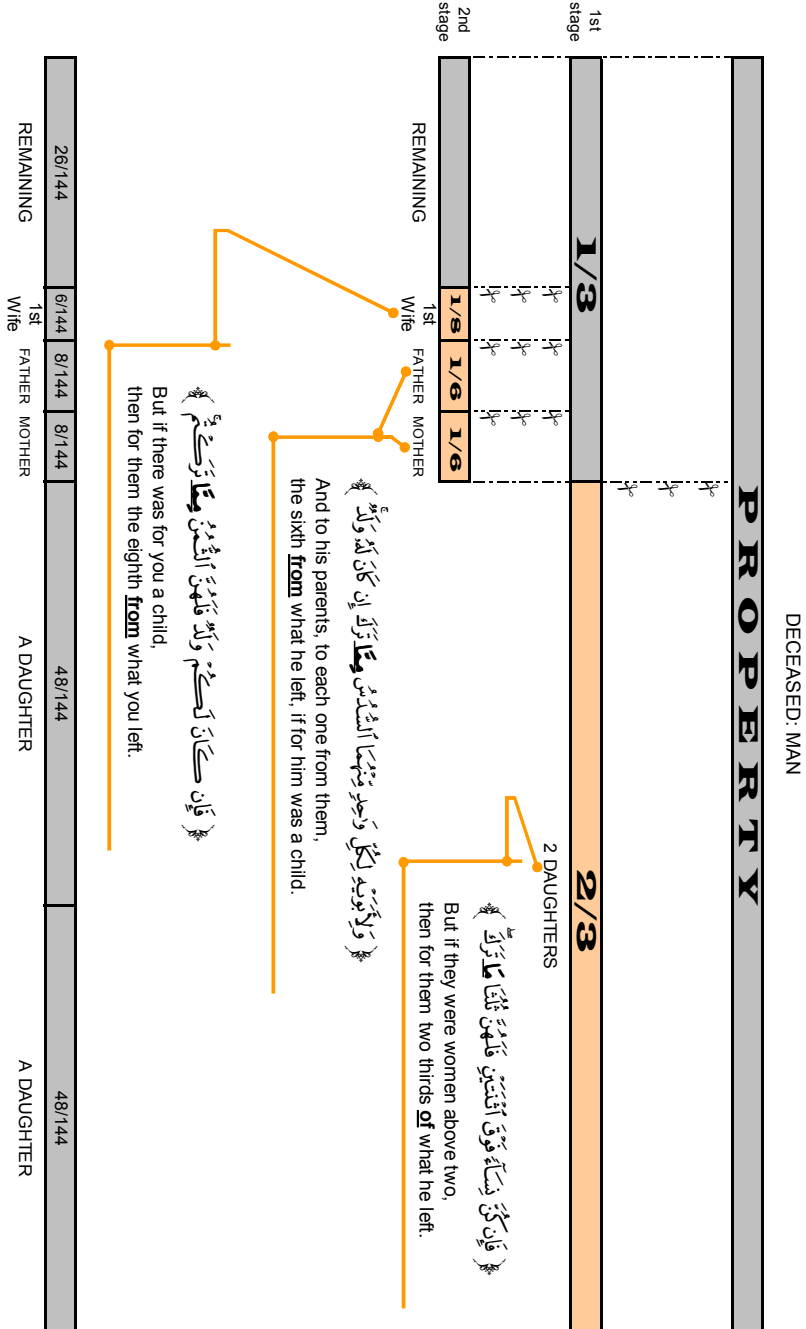 DECEASED: MAN
PROPERTY
1st
stage
1/3
2/3
2 DAUGHTERS
﴿ فَإِن كُنَّ نِسَآءً فَوْقَ ٱثْنَتَيْنِ فَلَهُنَّ ثُلُثَا مَا تَرَكَ ۖ ﴾
But if they were women above two,
then for them two thirds of what he left.
2nd
stage
1/8
1/6
1/6
REMAINING
1st
Wife
FATHER
MOTHER
﴿ وَلِأَبَوَيْهِ لِكُلِّ وَٰحِدٍ مِّنْهُمَا ٱلسُّدُسُ مِمَّا تَرَكَ إِن كَانَ لَهُۥ وَلَدٌ ۚ ﴾
And to his parents, to each one from them,
the sixth from what he left, if for him was a child.
﴿ فَإِن كَانَ لَكُمْ وَلَدٌ فَلَهُنَّ ٱلثُّمُنُ مِمَّا تَرَكْتُم ۚ ﴾
But if there was for you a child,
then for them the eighth from what you left.
26/144
6/144
8/144
8/144
48/144
48/144
REMAINING
1st
Wife
FATHER
MOTHER
A DAUGHTER
A DAUGHTER